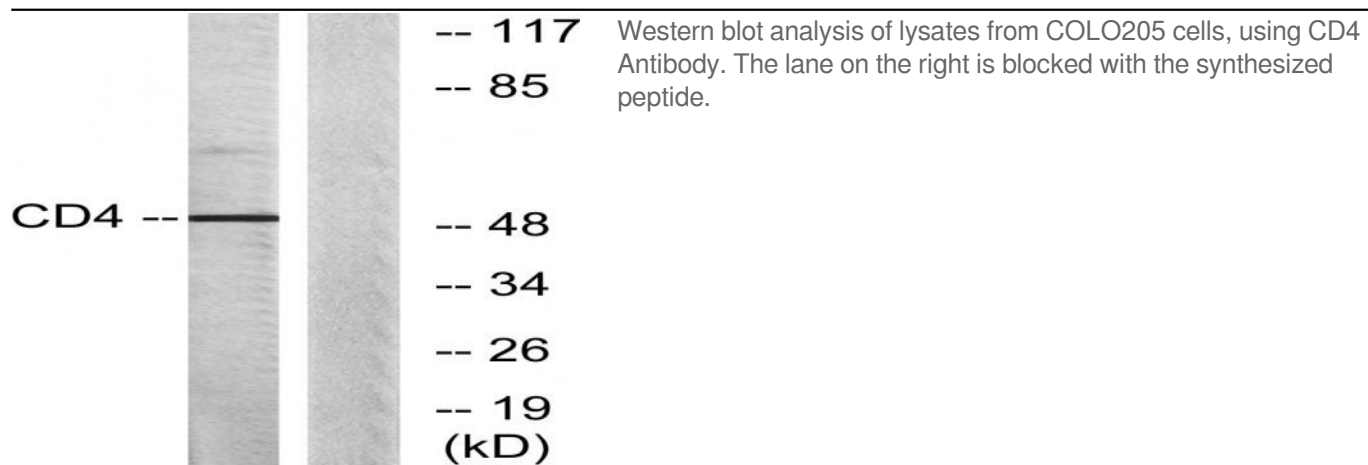 CD4 --
-- 117
-- 85
-- 48
-- 34
-- 26
-- 19
(kD)
Western blot analysis of lysates from COLO205 cells, using CD4
Antibody. The lane on the right is blocked with the synthesized
peptide.